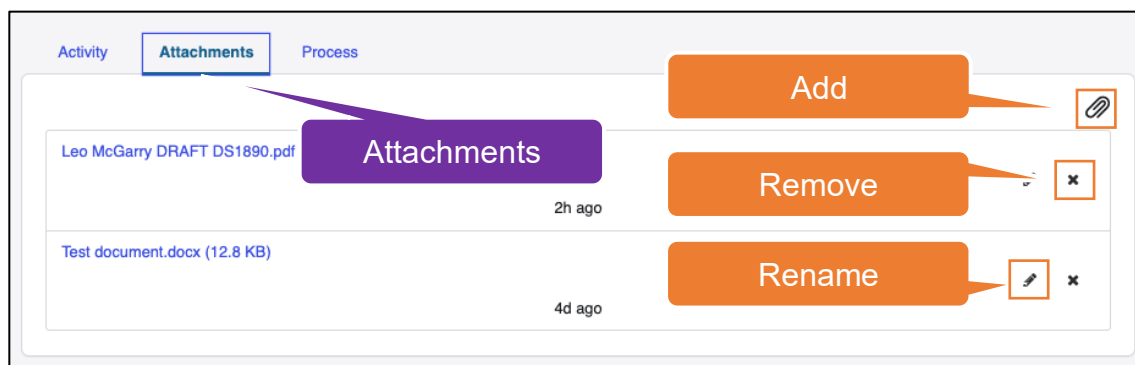 Activity
Attachments
Process
Add
Leo McGarry DRAFT DS1890.pdf
Attachments
Remove
2h ago
Test document.docx (12.8 KB)
Rename
4d ago